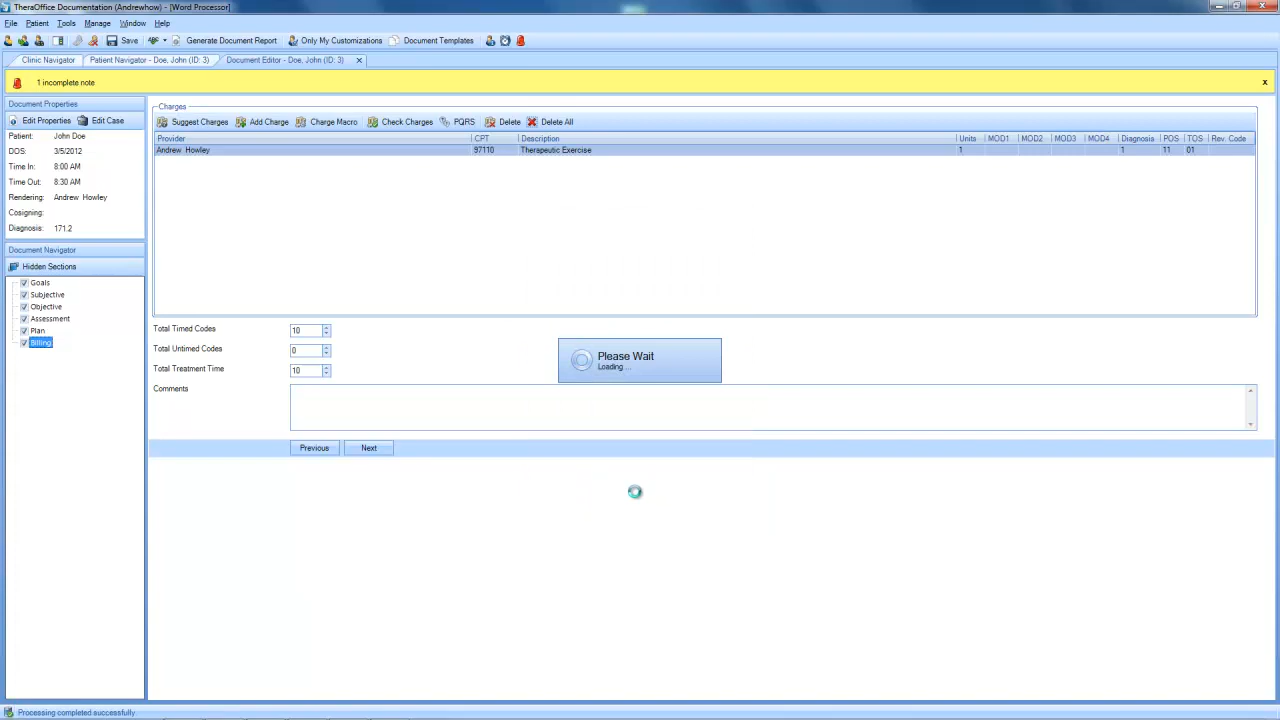 TheraOffice Documentation (Andrewhow) - [Word Processor]
File Patient Tools Manage Window Help
Save Generate Document Report Only My Customizations Document Templates
Clinic Navigator Patient Navigator - Doe, John (ID: 3) Document Editor - Doe, John (ID: 3)
1 incomplete note x
Document Properties
Edit Properties Edit Case
Patient: John Doe
DOS: 3/5/2012
Time In: 8:00 AM
Time Out: 8:30 AM
Rendering: Andrew Howley
Cosigning:
Diagnosis: 171.2
Document Navigator
Hidden Sections
Goals
Subjective
Objective
Assessment
Plan
Billing
Charges
Suggest Charges Add Charge Charge Macro Check Charges PQRS Delete Delete All
Provider CPT Description Units MOD1 MOD2 MOD3 MOD4 Diagnosis POS TOS Rev. Code
Andrew Howley 97110 Therapeutic Exercise 1 1 11 01
Total Timed Codes 10
Total Untimed Codes 0
Total Treatment Time 10
Please Wait
Loading ...
Comments
Previous Next
Processing completed successfully